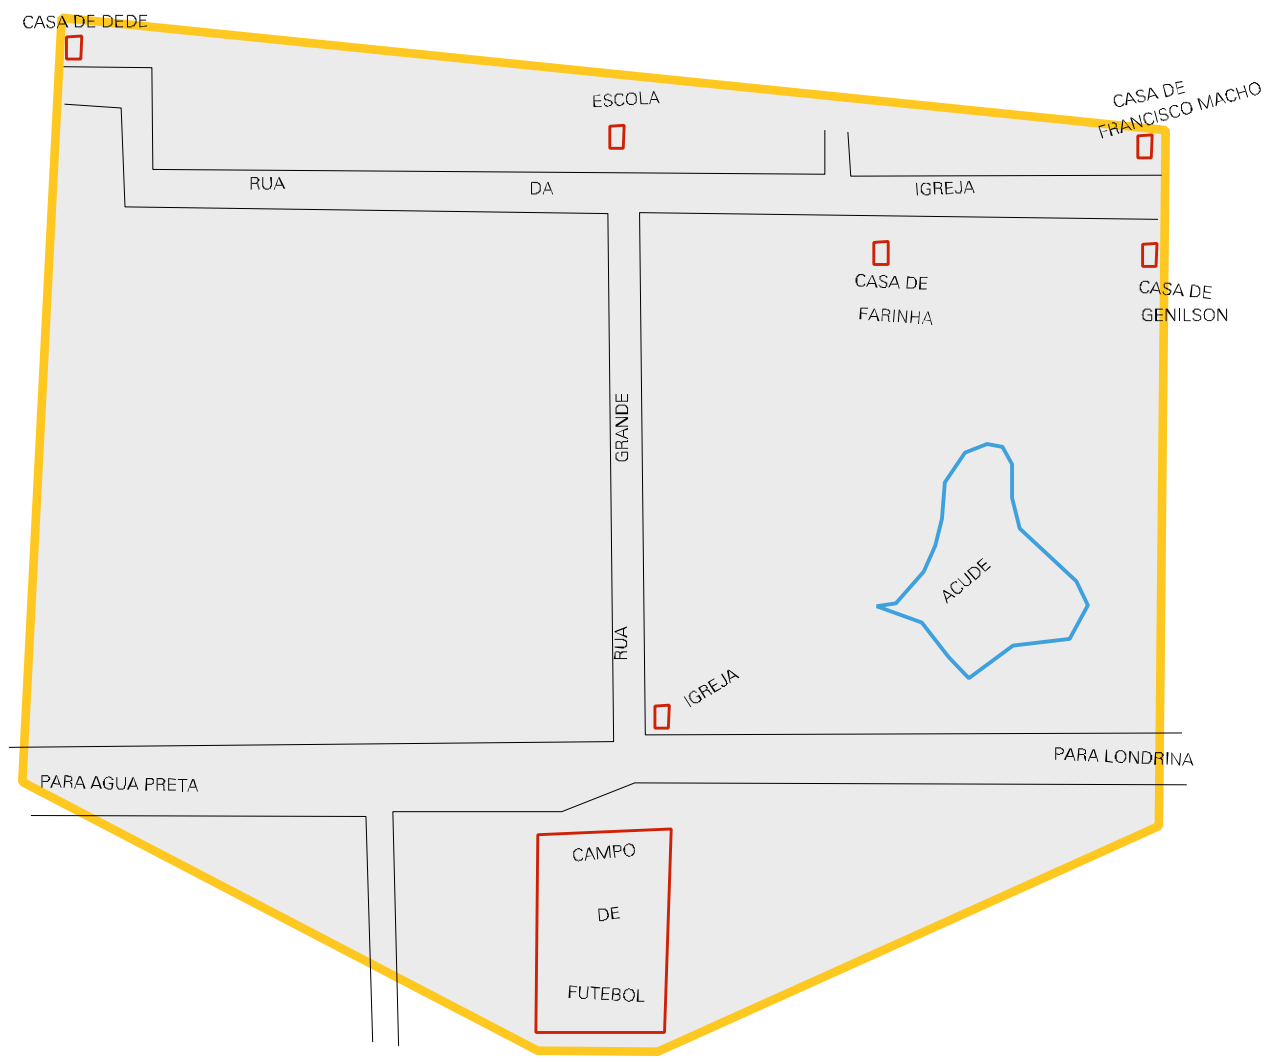 CASA DE DEDE
ESCOLA
CASA DE
FRANCISCO MACHO
RUA DA IGREJA
CASA DE
FARINHA
CASA DE
GENILSON
RUA GRANDE
ACUDE
IGREJA
PARA AGUA PRETA
PARA LONDRINA
CAMPO
DE
FUTEBOL